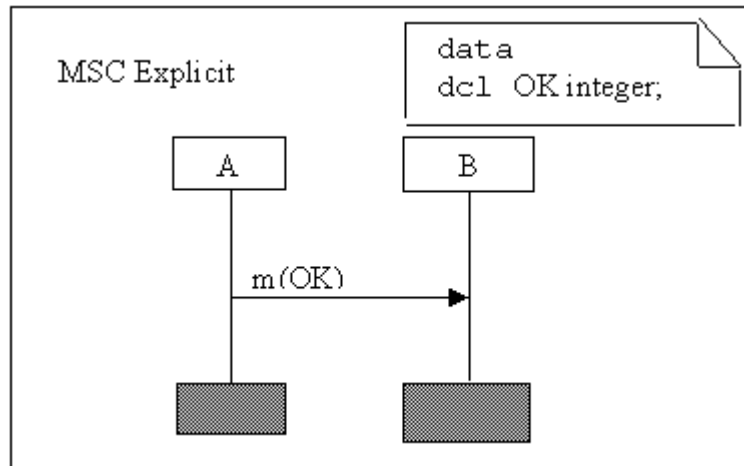 MSC Explicit
data
dcl OK integer;
A
B
m(OK)